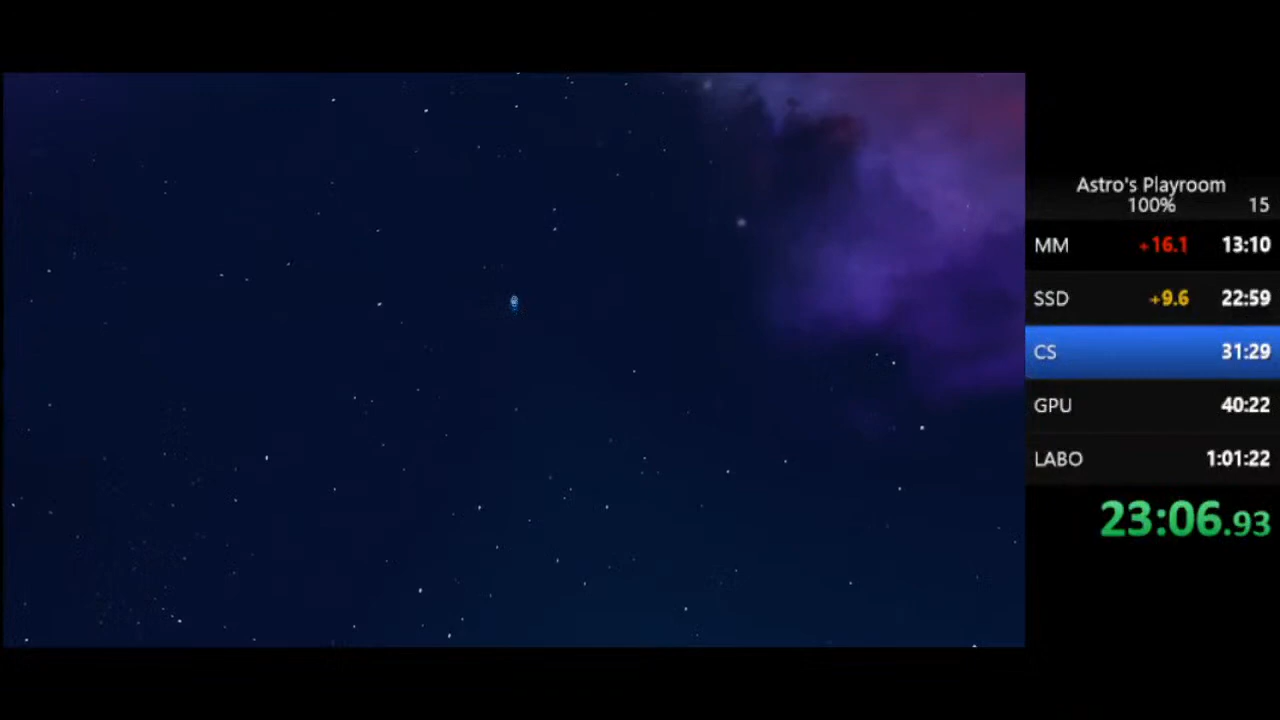 Astro's Playroom
100% 15
MM +16.1 13:10
SSD +9.6 22:59
CS 31:29
GPU 40:22
LABO 1:01:22
23:06.93